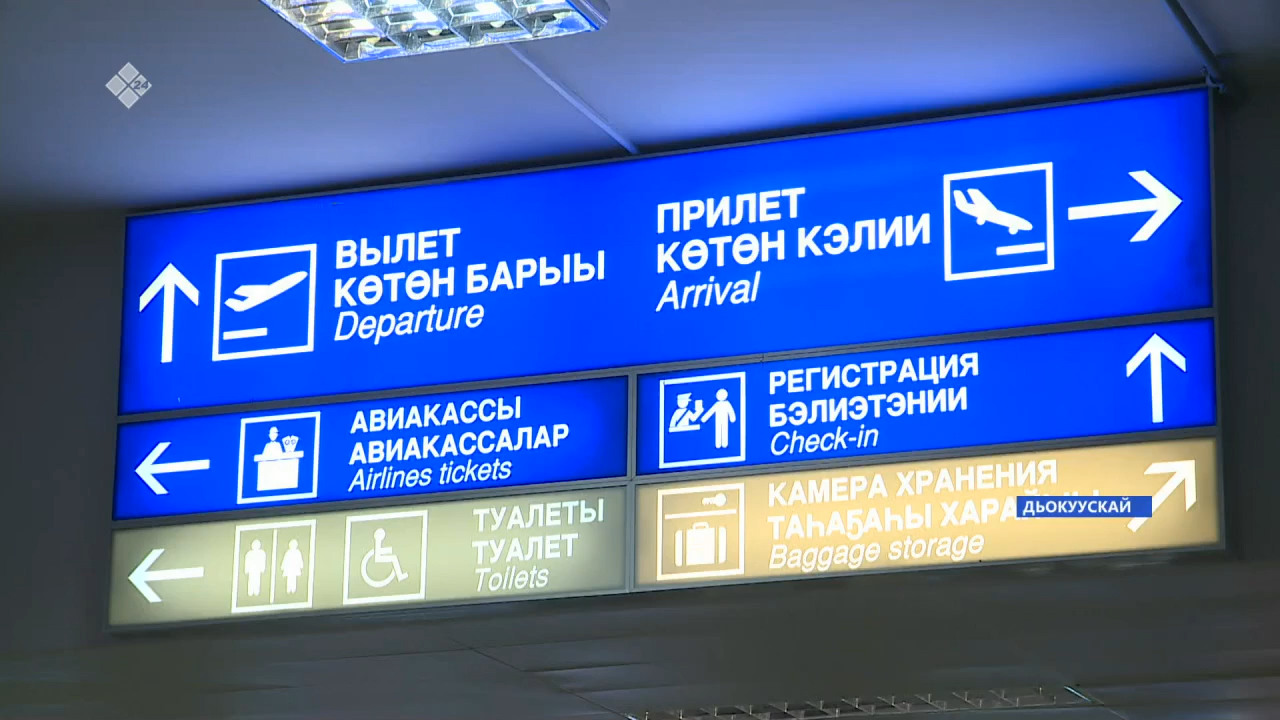 24
ВЫЛЕТ
КӨТӨН БАРЫЫ
Departure
ПРИЛЕТ
КӨТӨН КЭЛИИ
Arrival
АВИАКАССЫ
АВИАКАССАЛАР
Airlines tickets
РЕГИСТРАЦИЯ
БЭЛИЭТЭНИИ
Check-in
ТУАЛЕТЫ
ТУАЛЕТ
Toilets
КАМЕРА ХРАНЕНИЯ
ТАҺАҔАҺЫ
Baggage storage
ДЬОКУУСКАЙ